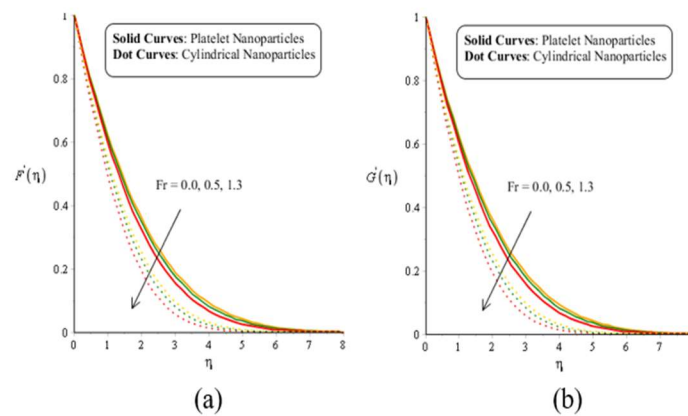 Solid Curves: Platelet Nanoparticles
Dot Curves: Cylindrical Nanoparticles
F'(η)
Fr = 0.0, 0.5, 1.3
1
0.8
0.6
0.4
0.2
0
0 1 2 3 4 5 6 7 8
η
(a)
Solid Curves: Platelet Nanoparticles
Dot Curves: Cylindrical Nanoparticles
G'(η)
Fr = 0.0, 0.5, 1.3
1
0.8
0.6
0.4
0.2
0
0 1 2 3 4 5 6 7
η
(b)